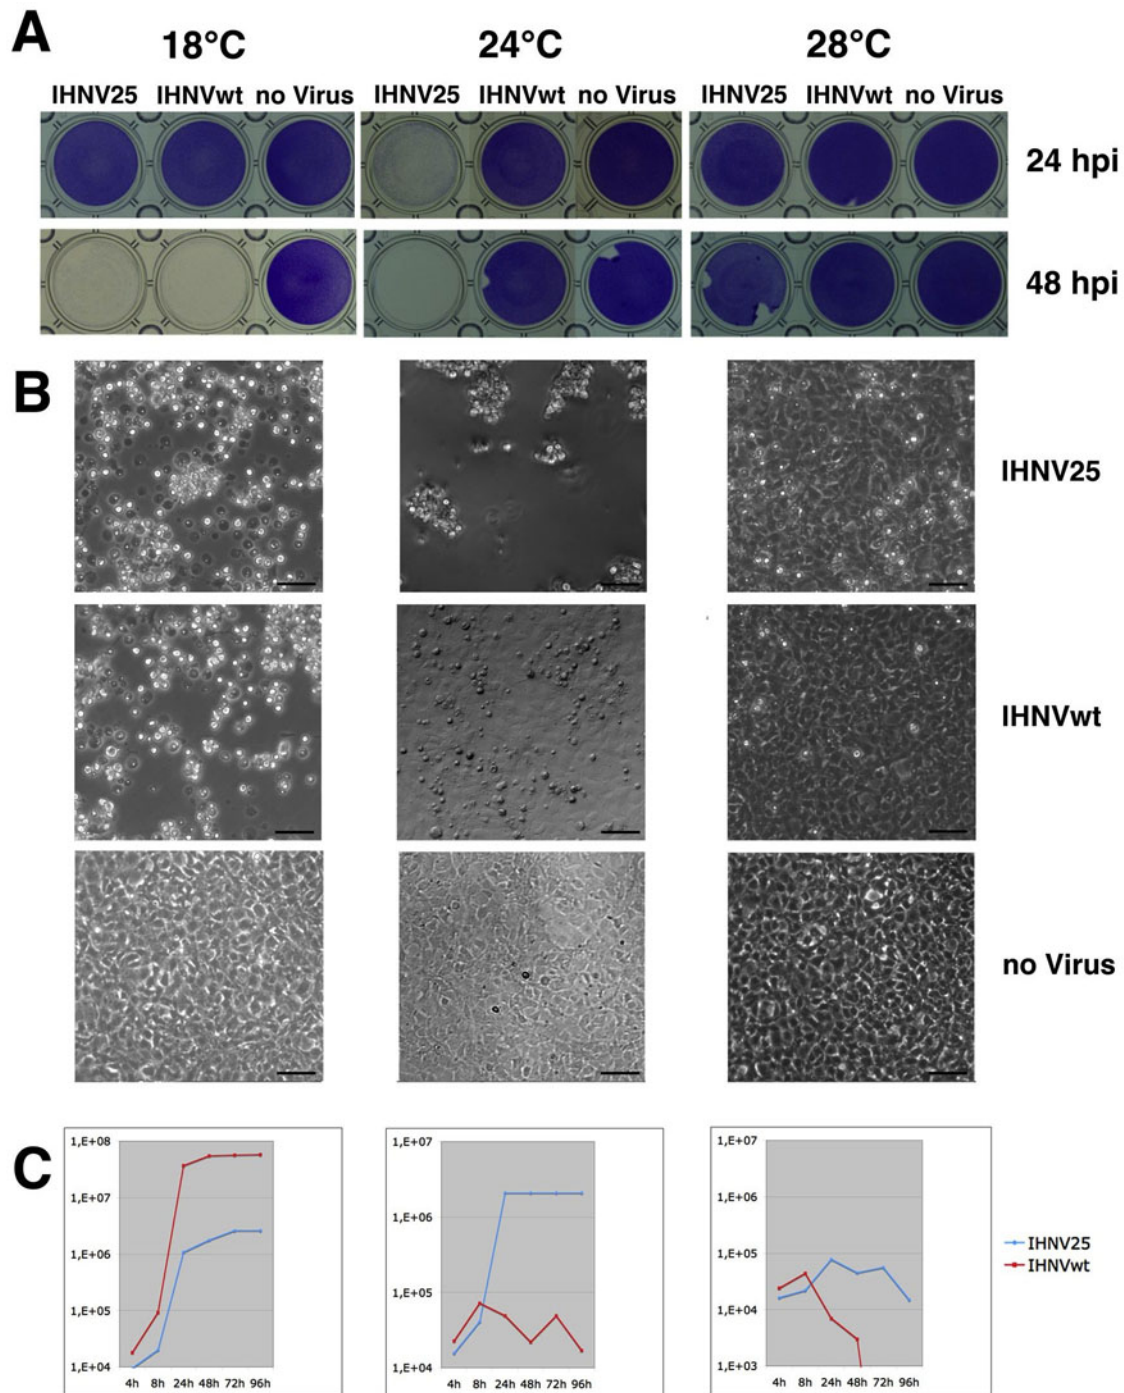 A
18°C 24°C 28°C
IHNV25 IHNVwt no Virus IHNV25 IHNVwt no Virus IHNV25 IHNVwt no Virus
24 hpi
48 hpi
B
IHNV25
IHNVwt
no Virus
C
1,E+08
1,E+07
1,E+06
1,E+05
1,E+04
4h 8h 24h 48h 72h 96h
1,E+07
1,E+06
1,E+05
1,E+04
4h 8h 24h 48h 72h 96h
1,E+07
1,E+06
1,E+05
1,E+04
1,E+03
4h 8h 24h 48h 72h 96h
IHNV25
IHNVwt